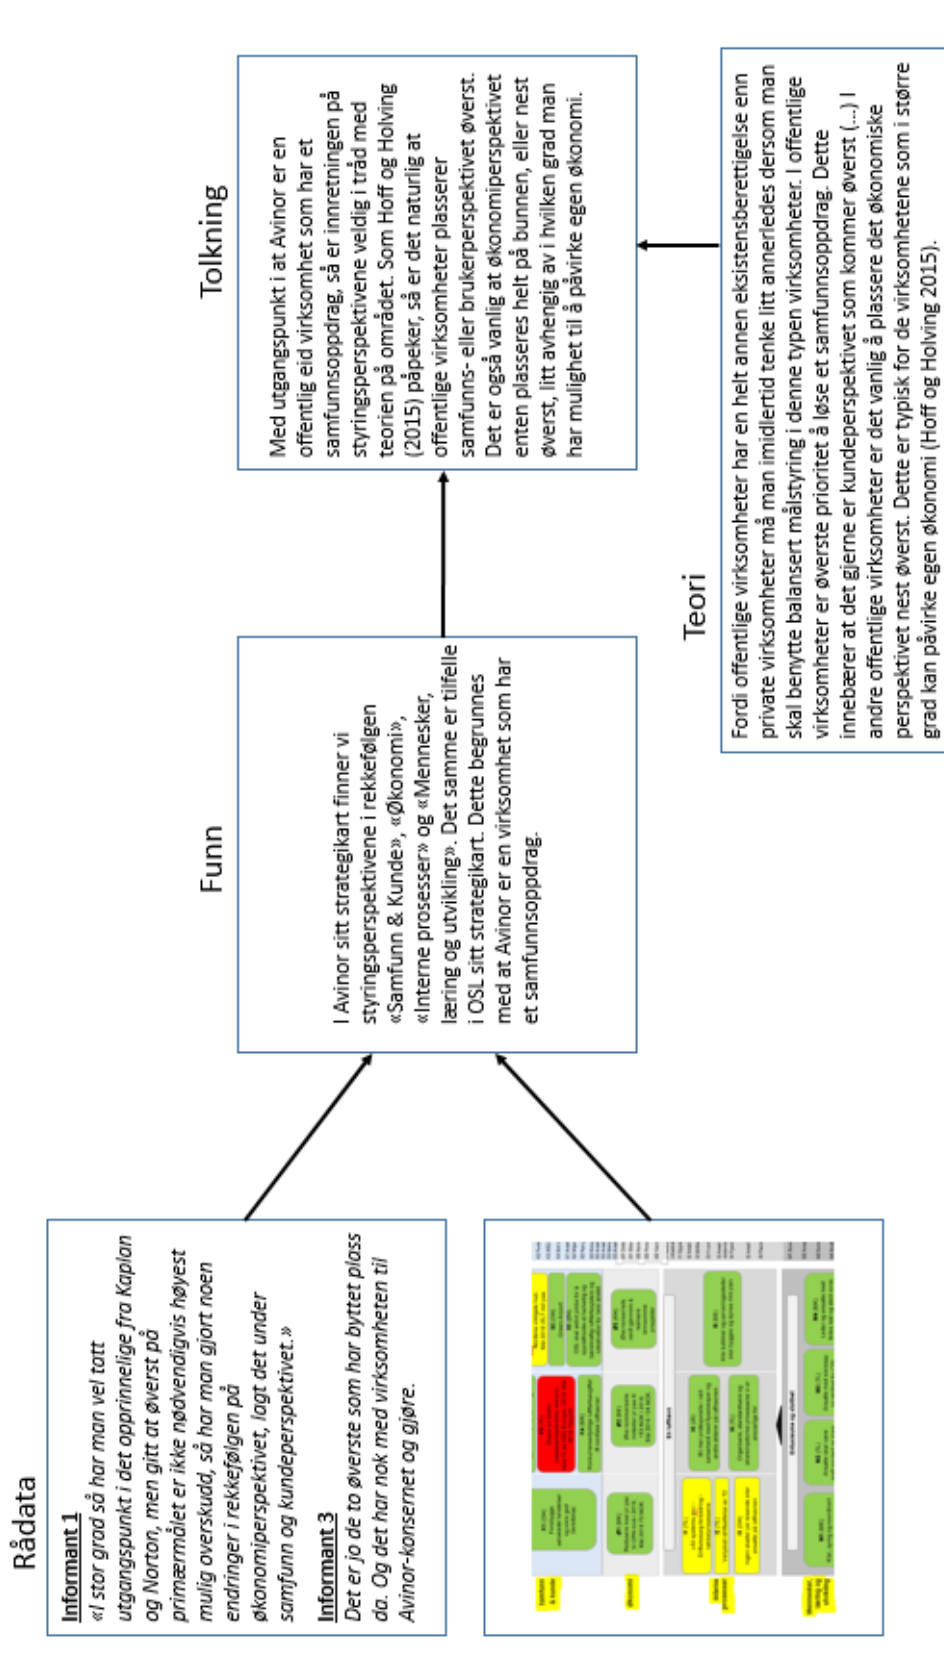 Rådata
Informant 1
«I stor grad så har man vel tatt
utgangspunkt i det opprinnelige fra Kaplan
og Norton, men gitt at øverst på
primærmålet er ikke nødvendigvis høyest
mulig overskudd, så har man gjort noen
endringer i rekkefølgen på
økonomiperspektivet, lagt det under
samfunn og kundeperspektivet.»
Informant 3
Det er jo de to øverste som har byttet plass
da. Og det har nok med virksomheten til
Avinor-konsernet og gjøre.
Funn
I Avinor sitt strategikart finner vi
styringsperspektivene i rekkefølgen
«Samfunn & Kunde», «Økonomi»,
«Interne prosesser» og «Mennesker,
læring og utvikling». Det samme er tilfelle
i OSL sitt strategikart. Dette begrunnes
med at Avinor er en virksomhet som har
et samfunnsoppdrag.
Tolkning
Med utgangspunkt i at Avinor er en
offentlig eid virksomhet som har et
samfunnsoppdrag, så er innretningen på
styringsperspektivene veldig i tråd med
teorien på området. Som Hoff og Holving
(2015) påpeker, så er det naturlig at
offentlige virksomheter plasserer
samfunns- eller brukerperspektivet øverst.
Det er også vanlig at økonomiperspektivet
enten plasseres helt på bunnen, eller nest
øverst, litt avhengig av i hvilken grad man
har mulighet til å påvirke egen økonomi.
Teori
Fordi offentlige virksomheter har en helt annen eksistensberettigelse enn
private virksomheter må man imidlertid tenke litt annerledes dersom man
skal benytte balansert målstyring i denne typen virksomheter. I offentlige
virksomheter er øverste prioritet å løse et samfunnsoppdrag. Dette
innebærer at det gjerne er kundeperspektivet som kommer øverst (...) I
andre offentlige virksomheter er det vanlig å plassere det økonomiske
perspektivet nest øverst. Dette er typisk for de virksomhetene som i større
grad kan påvirke egen økonomi (Hoff og Holving 2015).